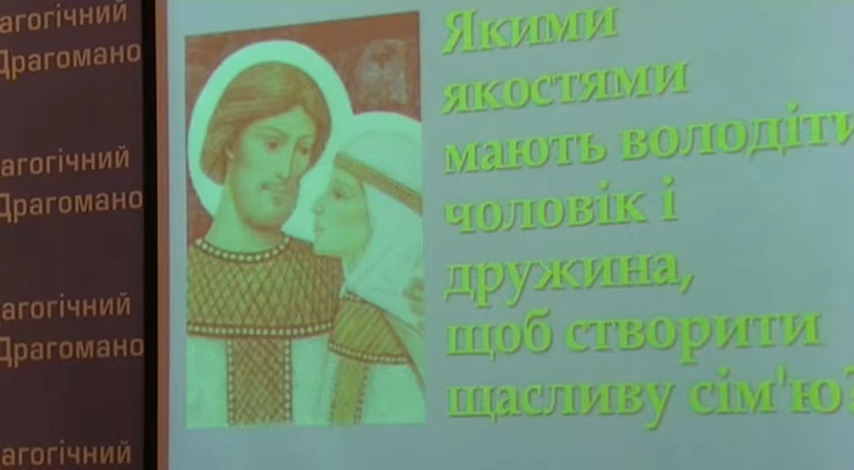 агогічний
Драгомано
агогічний
Драгомано
агогічний
Драгомано
агогічний
Якими
якостями
мають володіти
чоловік і
дружина,
щоб створити
щасливу сім'ю?